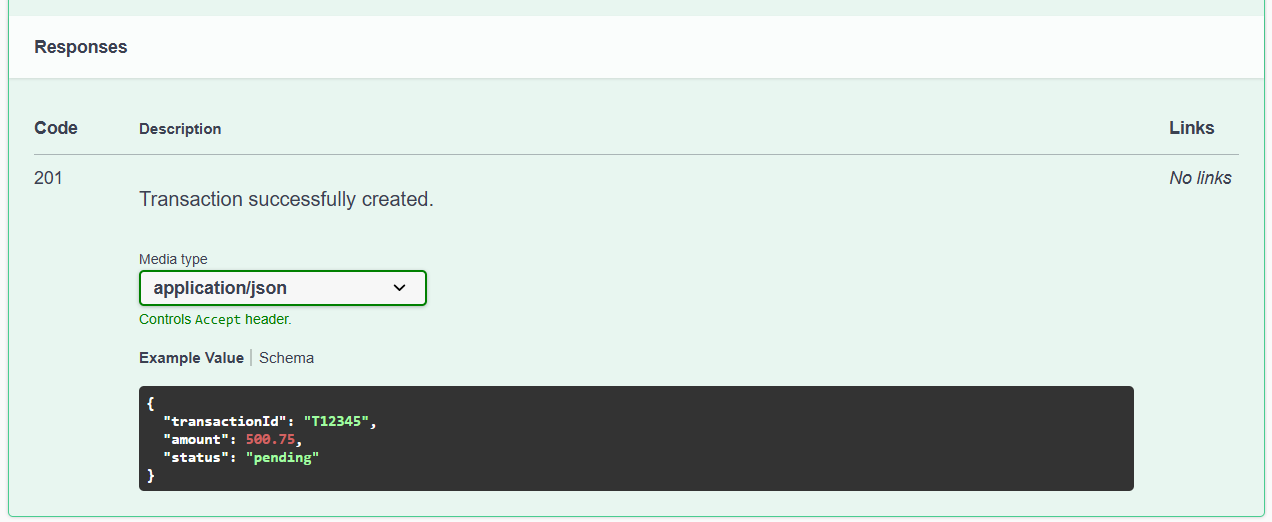 Responses
Code Description Links
201 No links
Transaction successfully created.
Media type
application/json
Controls Accept header.
Example Value Schema
{
  "transactionId": "T12345",
  "amount": 500.75,
  "status": "pending"
}